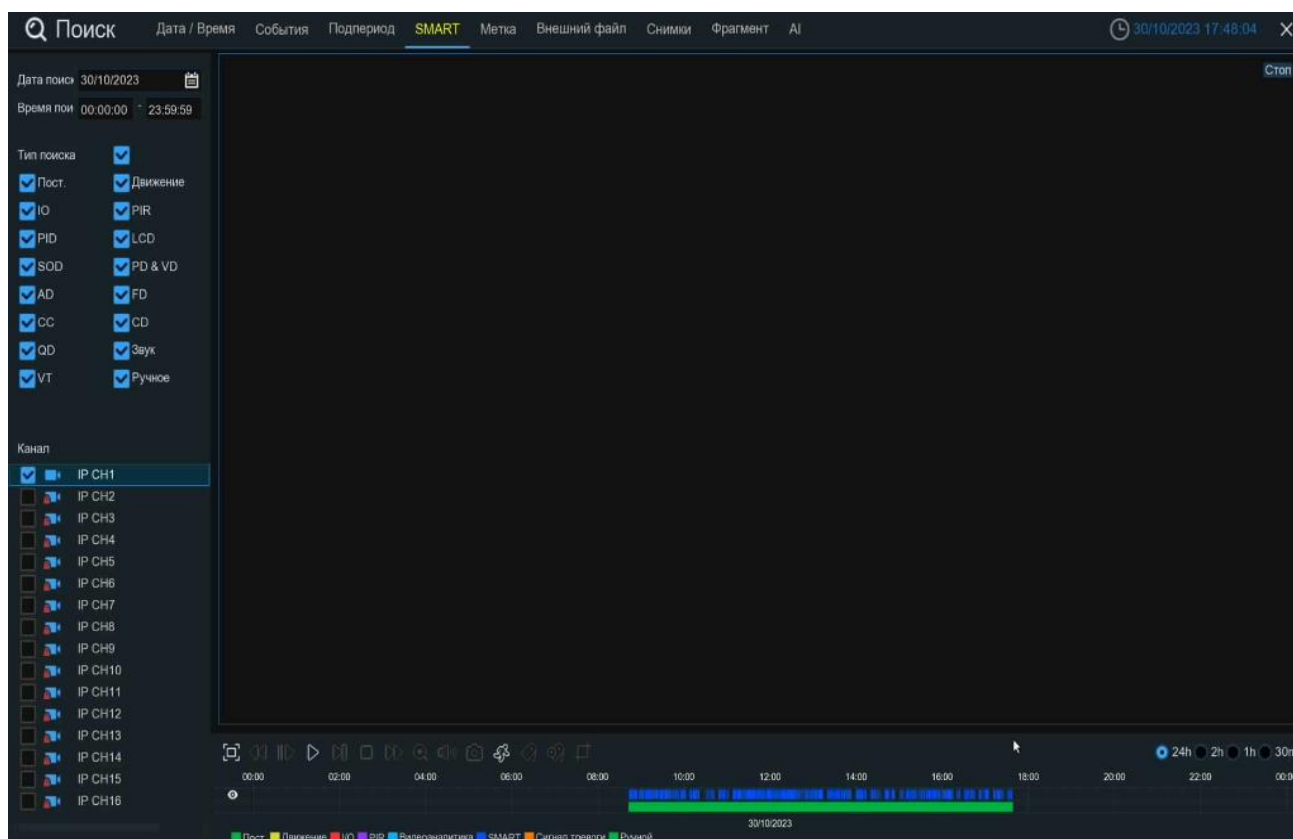 Поиск Дата / Время События Подпериод SMART Метка Внешний файл Снимки Фрагмент AI 30/10/2023 17:48:04 X
Дата поиск 30/10/2023
Стоп
Время пои 00:00:00 - 23:59:59
Тип поиска
Пост. Движение
IO PIR
PID LCD
SOD PD & VD
AD FD
CC CD
QD Звук
VT Ручное
Канал
IP CH1
IP CH2
IP CH3
IP CH4
IP CH5
IP CH6
IP CH7
IP CH8
IP CH9
IP CH10
IP CH11
IP CH12
IP CH13
IP CH14
IP CH15
IP CH16
24h 2h 1h 30m
00:00 02:00 04:00 06:00 08:00 10:00 12:00 14:00 16:00 18:00 20:00 22:00 00:0
30/10/2023
Пост. Движение I/O PIR Видеоаналитика SMART Сигнал тревоги Ручной